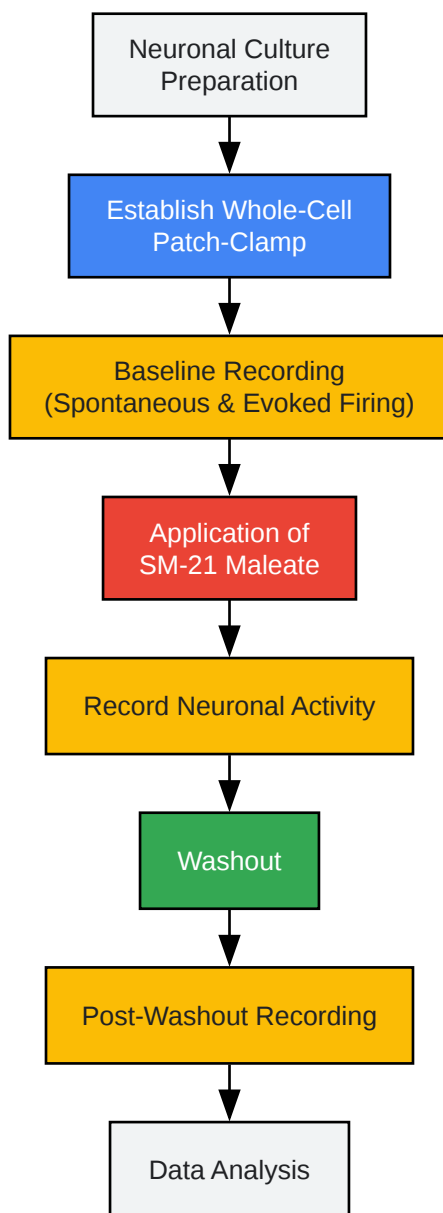 Neuronal Culture
Preparation
Establish Whole-Cell
Patch-Clamp
Baseline Recording
(Spontaneous & Evoked Firing)
Application of
SM-21 Maleate
Record Neuronal Activity
Washout
Post-Washout Recording
Data Analysis